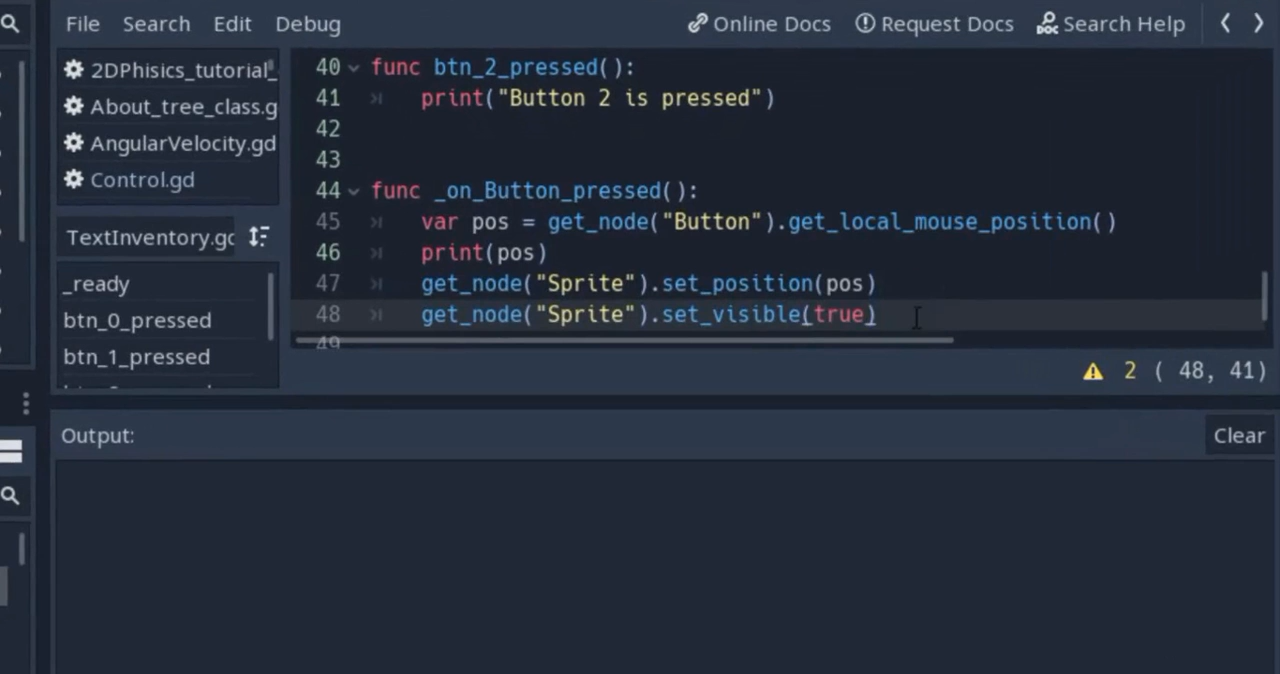 File Search Edit Debug Online Docs Request Docs Search Help
2DPhisics_tutorial_
About_tree_class.g
AngularVelocity.gd
Control.gd
TextInventory.gc
_ready
btn_0_pressed
btn_1_pressed
40 func btn_2_pressed():
41 print("Button 2 is pressed")
42
43
44 func _on_Button_pressed():
45 var pos = get_node("Button").get_local_mouse_position()
46 print(pos)
47 get_node("Sprite").set_position(pos)
48 get_node("Sprite").set_visible(true)
49
2 ( 48, 41)
Output: Clear